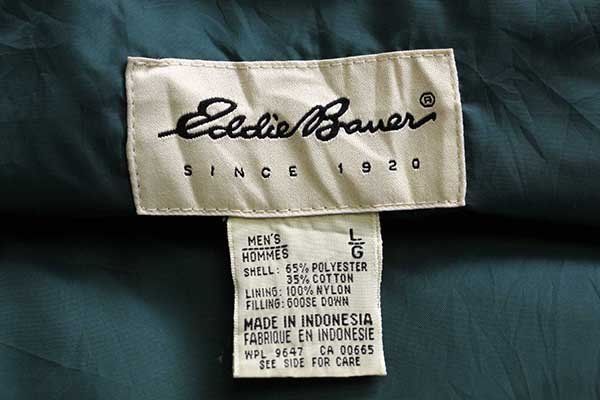 Eddie Bauer ®
SINCE 1920
MEN'S L
HOMMES G
SHELL: 65% POLYESTER
35% COTTON
LINING: 100% NYLON
FILLING: GOOSE DOWN
MADE IN INDONESIA
FABRIQUE EN INDONESIE
WPL 9647 CA 00665
SEE SIDE FOR CARE